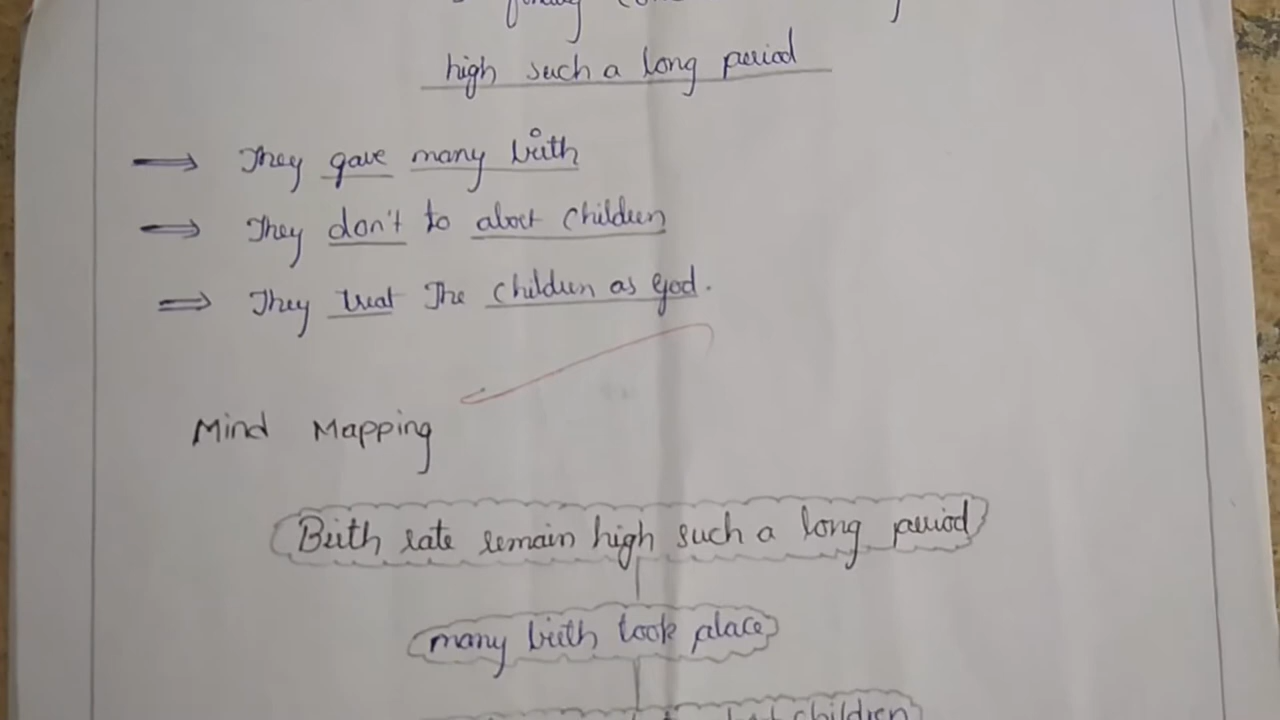 high such a long period
⟹ They gave many birth
⟹ They don't to abort children
⟹ They treat The children as God.
Mind Mapping
Birth rate remain high such a long period
many birth took place
children